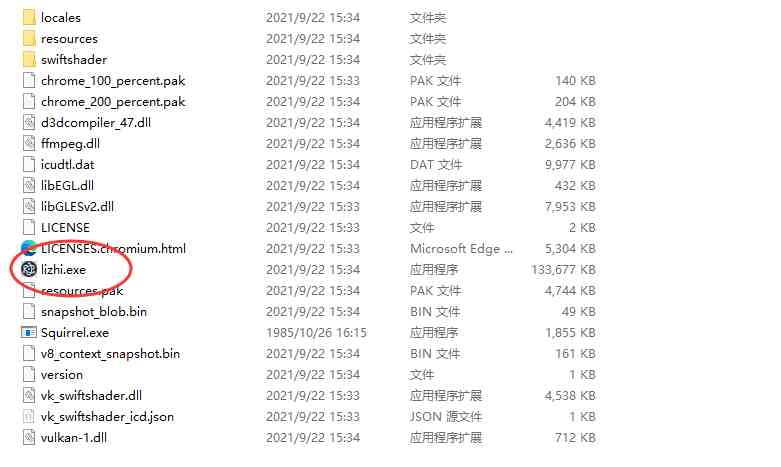 locales 2021/9/22 15:34 文件夹
resources 2021/9/22 15:34 文件夹
swiftshader 2021/9/22 15:34 文件夹
chrome_100_percent.pak 2021/9/22 15:33 PAK 文件 140 KB
chrome_200_percent.pak 2021/9/22 15:33 PAK 文件 204 KB
d3dcompiler_47.dll 2021/9/22 15:34 应用程序扩展 4,419 KB
ffmpeg.dll 2021/9/22 15:34 应用程序扩展 2,636 KB
icudtl.dat 2021/9/22 15:34 DAT 文件 9,977 KB
libEGL.dll 2021/9/22 15:34 应用程序扩展 432 KB
libGLESv2.dll 2021/9/22 15:34 应用程序扩展 7,953 KB
LICENSE 2021/9/22 15:34 文件 2 KB
LICENSES.chromium.html 2021/9/22 15:33 Microsoft Edge ... 5,304 KB
lizhi.exe 2021/9/22 15:34 应用程序 133,677 KB
resources.pak 2021/9/22 15:34 PAK 文件 4,744 KB
snapshot_blob.bin 2021/9/22 15:34 BIN 文件 49 KB
Squirrel.exe 1985/10/26 16:15 应用程序 1,855 KB
v8_context_snapshot.bin 2021/9/22 15:34 BIN 文件 161 KB
version 2021/9/22 15:34 文件 1 KB
vk_swiftshader.dll 2021/9/22 15:33 应用程序扩展 4,538 KB
vk_swiftshader_icd.json 2021/9/22 15:33 JSON 源文件 1 KB
vulkan-1.dll 2021/9/22 15:34 应用程序扩展 712 KB